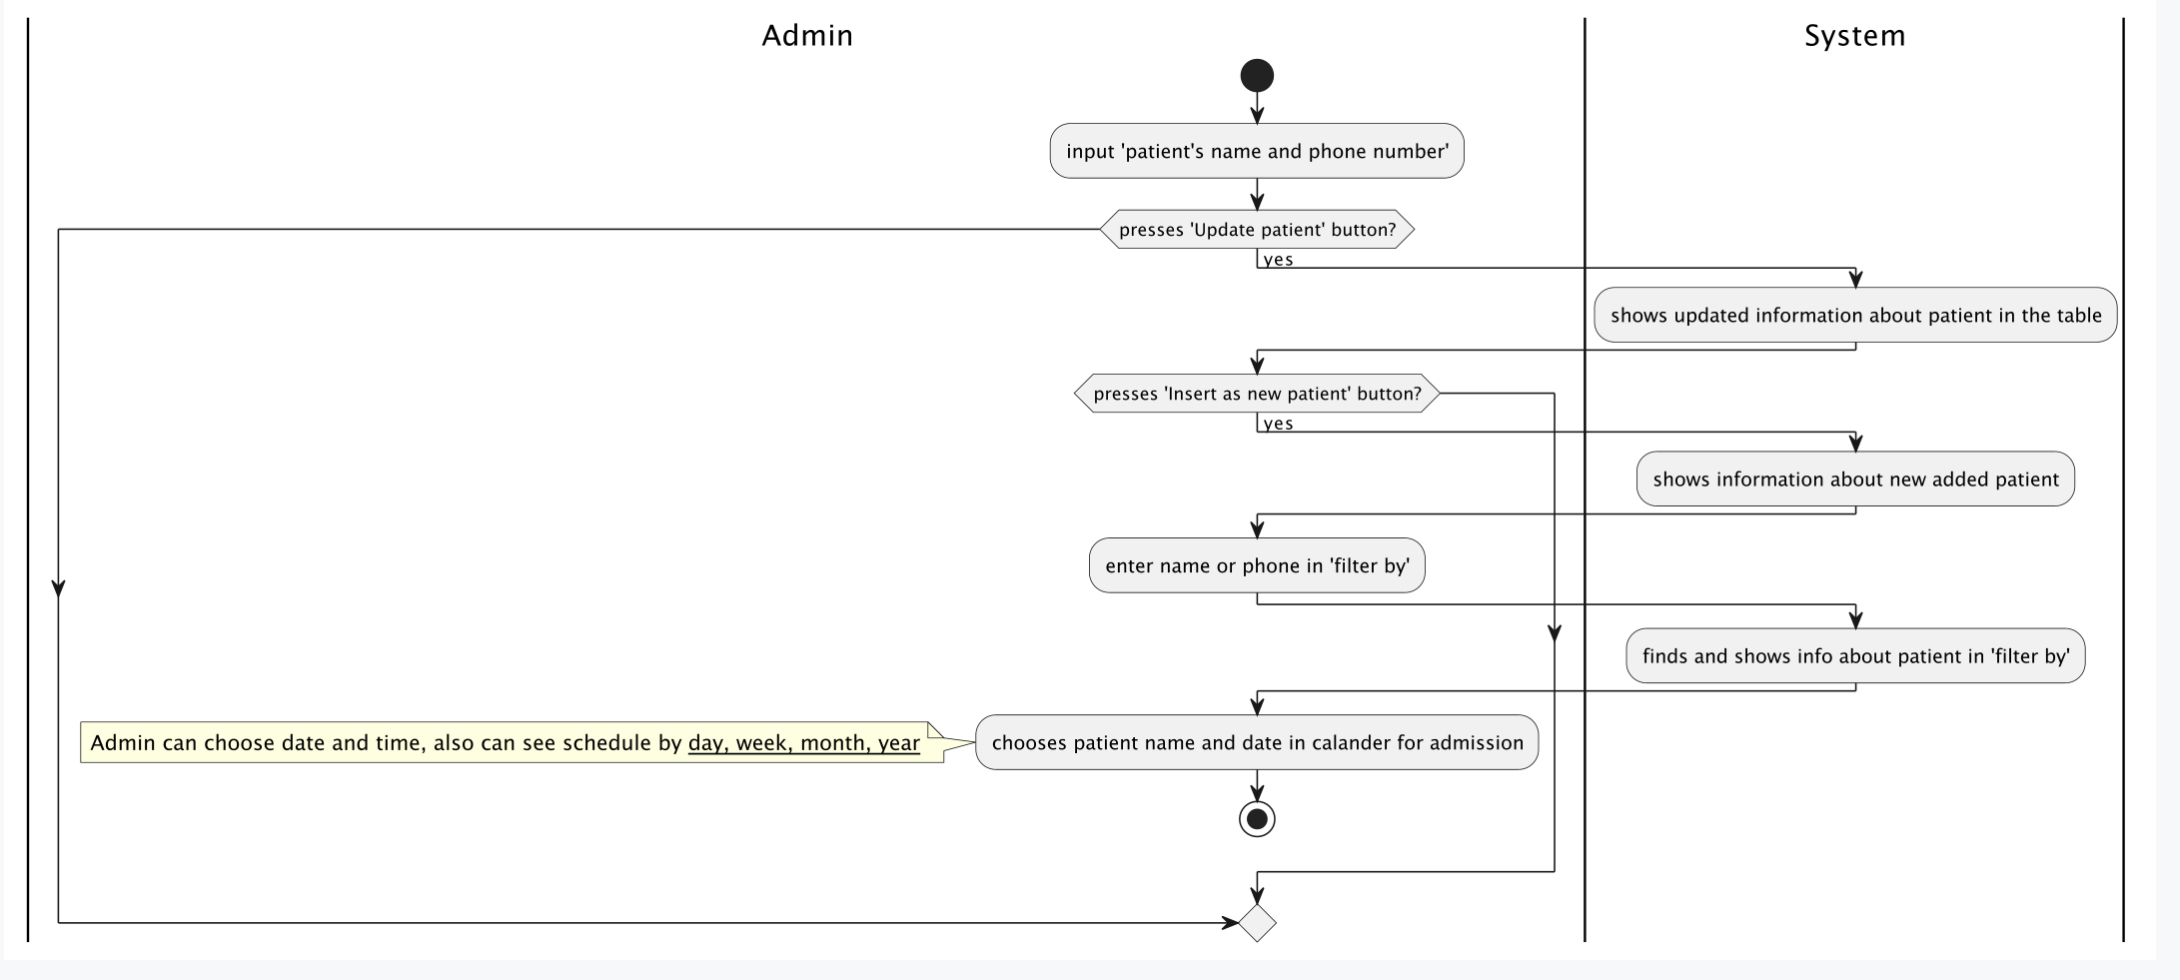 Admin
System
input 'patient's name and phone number'
presses 'Update patient' button?
yes
shows updated information about patient in the table
presses 'Insert as new patient' button?
yes
shows information about new added patient
enter name or phone in 'filter by'
finds and shows info about patient in 'filter by'
Admin can choose date and time, also can see schedule by day, week, month, year
chooses patient name and date in calander for admission